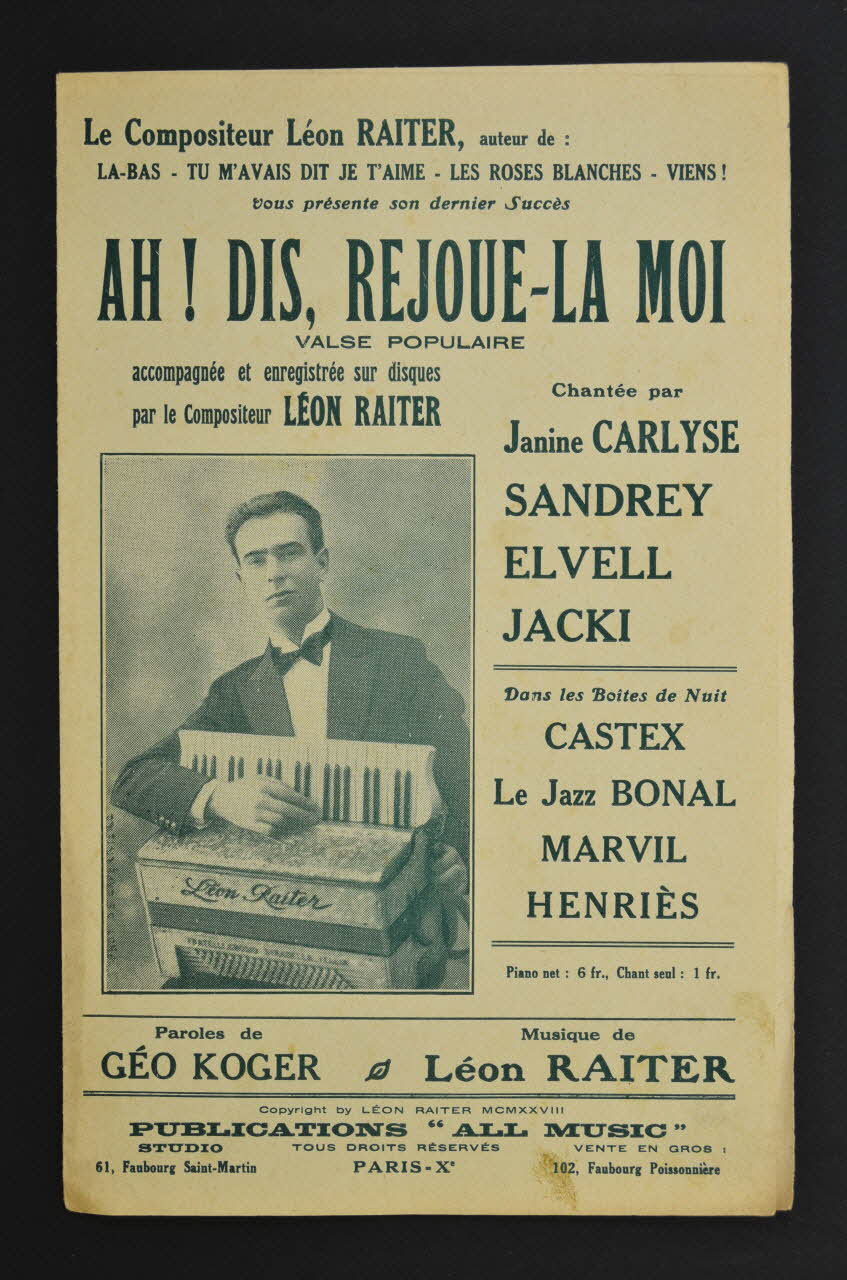 Le Compositeur Léon RAITER, auteur de :
LA-BAS - TU M'AVAIS DIT JE T'AIME - LES ROSES BLANCHES - VIENS !
Vous présente son dernier Succès
AH ! DIS, REJOUE-LA MOI
VALSE POPULAIRE
accompagnée et enregistrée sur disques
par le Compositeur LÉON RAITER
Chantée par
Janine CARLYSE
SANDREY
ELVELL
JACKI
Dans les Boîtes de Nuit
CASTEX
Le Jazz BONAL
MARVIL
HENRIÈS
Piano net : 6 fr., Chant seul : 1 fr.
Léon Raiter
FRATELLI
Paroles de
GÉO KOGER
Musique de
Léon RAITER
Copyright by LÉON RAITER MCMXXVIII
PUBLICATIONS “ ALL MUSIC ”
STUDIO TOUS DROITS RÉSERVÉS VENTE EN GROS :
61, Faubourg Saint-Martin PARIS-Xe 102, Faubourg Poissonnière